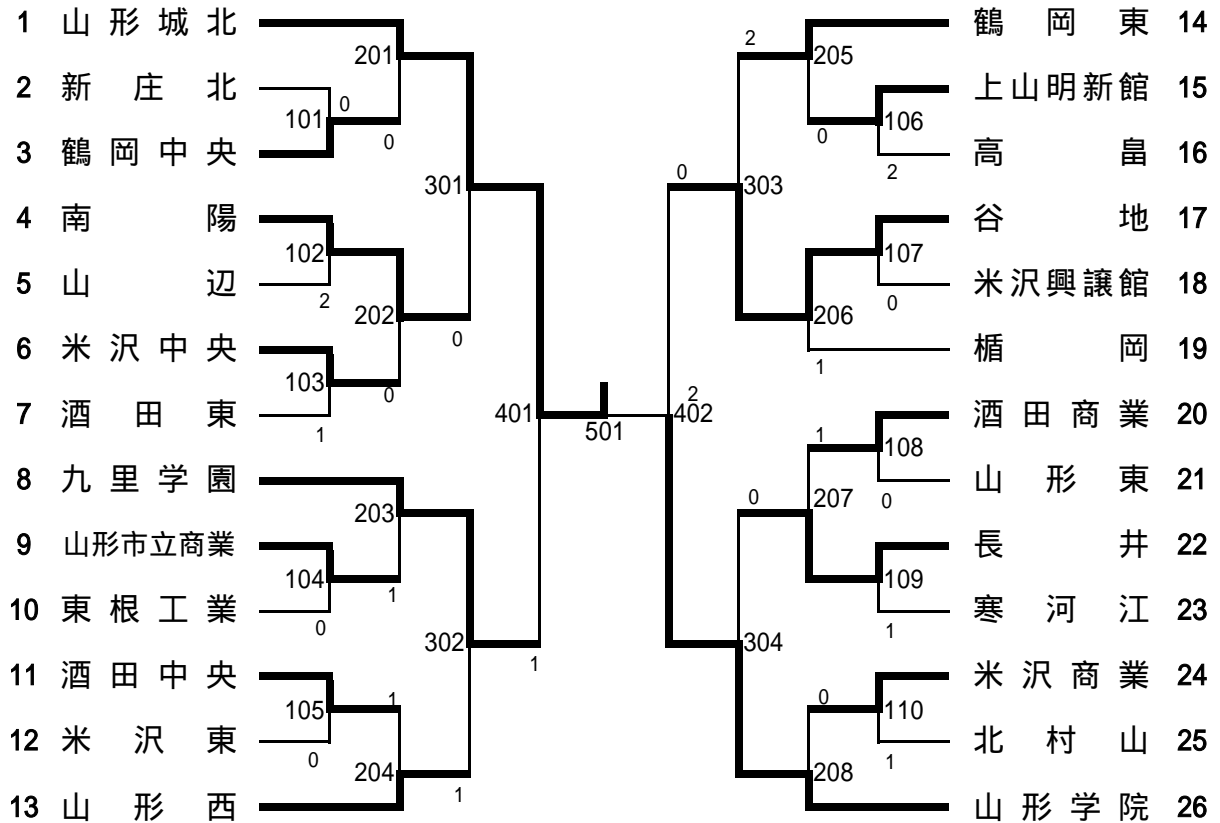 1 山形城北
2 新庄北
3 鶴岡中央
4 南陽
5 山辺
6 米沢中央
7 酒田東
8 九里学園
9 山形市立商業
10 東根工業
11 酒田中央
12 米沢東
13 山形西
201
101
0
0
301
102
2
202
0
103
0
1
401
203
104
1
0
302
1
105
1
0
204
1
501
2
205
106
0
2
0
303
107
0
206
1
2
402
1
108
0
0
207
109
1
304
0
110
1
208
鶴岡東 14
上山明新館 15
高畠 16
谷地 17
米沢興譲館 18
楯岡 19
酒田商業 20
山形東 21
長井 22
寒河江 23
米沢商業 24
北村山 25
山形学院 26